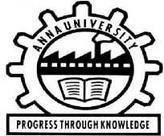 ANNA UNIVERSITY
PROGRESS THROUGH KNOWLEDGE